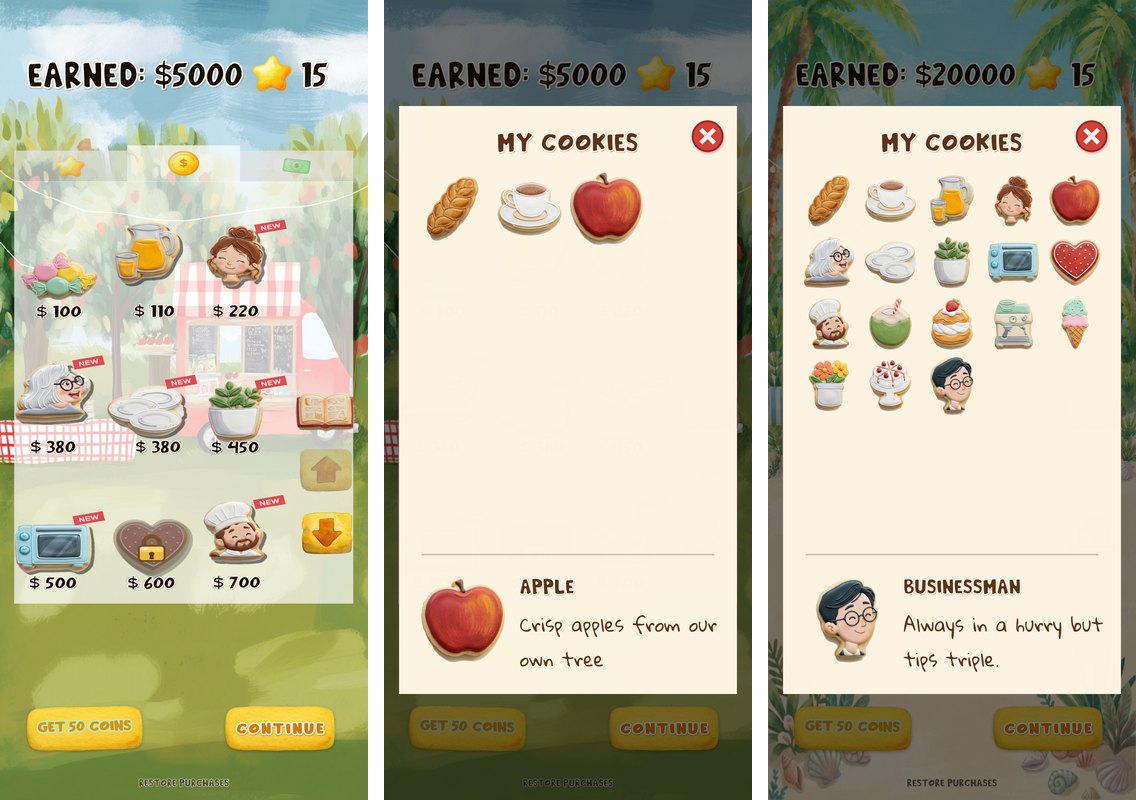 EARNED: $5000 15
$ 100
$ 110
$ 220
NEW
$ 380
NEW
$ 380
NEW
$ 450
NEW
$ 500
NEW
$ 600
$ 700
NEW
GET 50 COINS
CONTINUE
RESTORE PURCHASES
EARNED: $5000 15
MY COOKIES
APPLE
Crisp apples from our
own tree
GET 50 COINS
CONTINUE
RESTORE PURCHASES
EARNED: $20000 15
MY COOKIES
BUSINESSMAN
Always in a hurry but
tips triple.
GET 50 COINS
CONTINUE
RESTORE PURCHASES